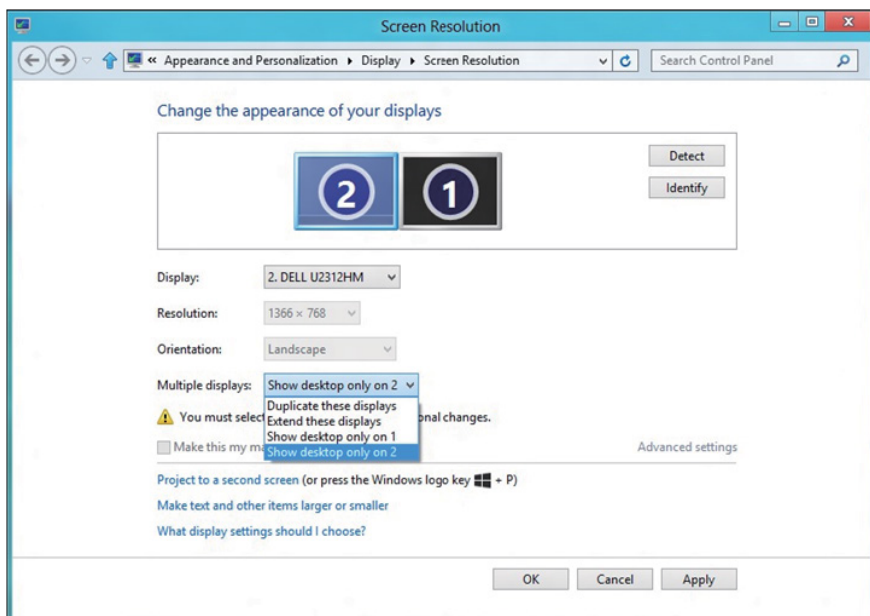 Screen Resolution
« Appearance and Personalization ▸ Display ▸ Screen Resolution
Search Control Panel
Change the appearance of your displays
2 1
Detect
Identify
Display: 2. DELL U2312HM
Resolution: 1366 × 768
Orientation: Landscape
Multiple displays: Show desktop only on 2
Duplicate these displays
You must select onal changes.
Extend these displays
Show desktop only on 1
Make this my Advanced settings
Show desktop only on 2
Project to a second screen (or press the Windows logo key + P)
Make text and other items larger or smaller
What display settings should I choose?
OK Cancel Apply